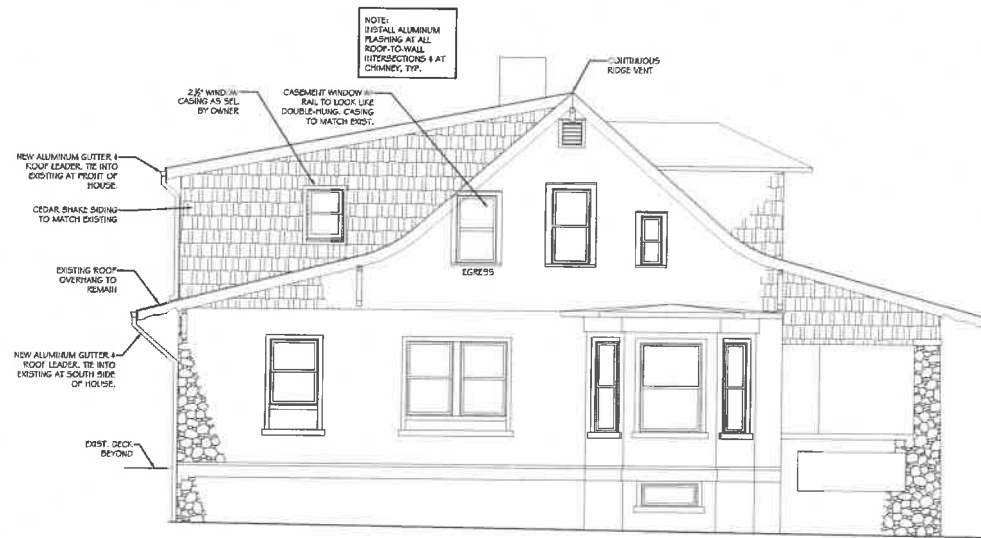 NOTE:
INSTALL ALUMINUM
FLASHING AT ALL
ROOF-TO-WALL
INTERSECTIONS & AT
CHIMNEY, TYP.
CONTINUOUS
RIDGE VENT
2½" WINDOW
CASING AS SEL.
BY OWNER
CASEMENT WINDOW W/
RAIL TO LOOK LIKE
DOUBLE-HUNG. CASING
TO MATCH EXIST.
NEW ALUMINUM GUTTER &
ROOF LEADER. TIE INTO
EXISTING AT FRONT OF
HOUSE.
CEDAR SHAKE SIDING
TO MATCH EXISTING
EGRESS
EXISTING ROOF
OVERHANG TO
REMAIN
NEW ALUMINUM GUTTER &
ROOF LEADER. TIE INTO
EXISTING AT SOUTH SIDE
OF HOUSE.
EXIST. DECK
BEYOND